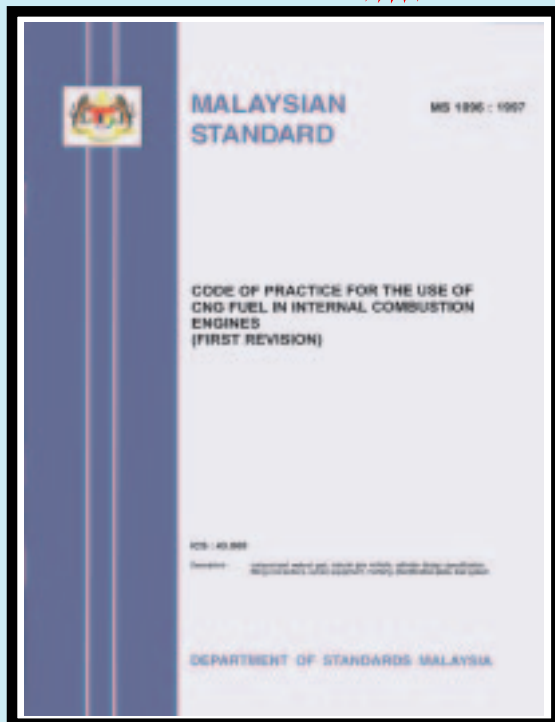 MALAYSIAN
STANDARD
MS 1096 : 1997
CODE OF PRACTICE FOR THE USE OF
CNG FUEL IN INTERNAL COMBUSTION
ENGINES
(FIRST REVISION)
ICS :
DEPARTMENT OF STANDARDS MALAYSIA